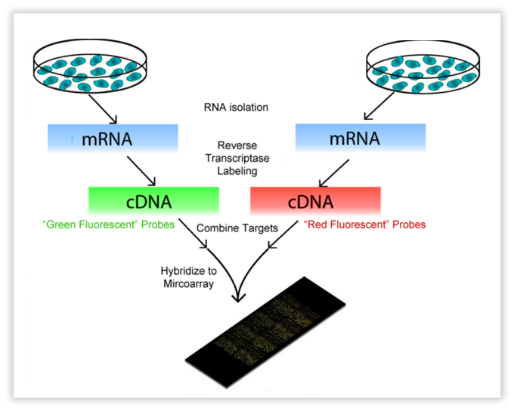 RNA isolation
mRNA
mRNA
Reverse
Transcriptase
Labeling
cDNA
cDNA
“Green Fluorescent” Probes
Combine Targets
“Red Fluorescent” Probes
Hybridize to
Mircoarray